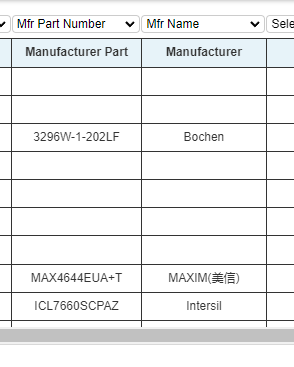 Mfr Part Number Mfr Name Sele
Manufacturer Part Manufacturer
3296W-1-202LF Bochen
MAX4644EUA+T MAXIM(美信)
ICL7660SCPAZ Intersil